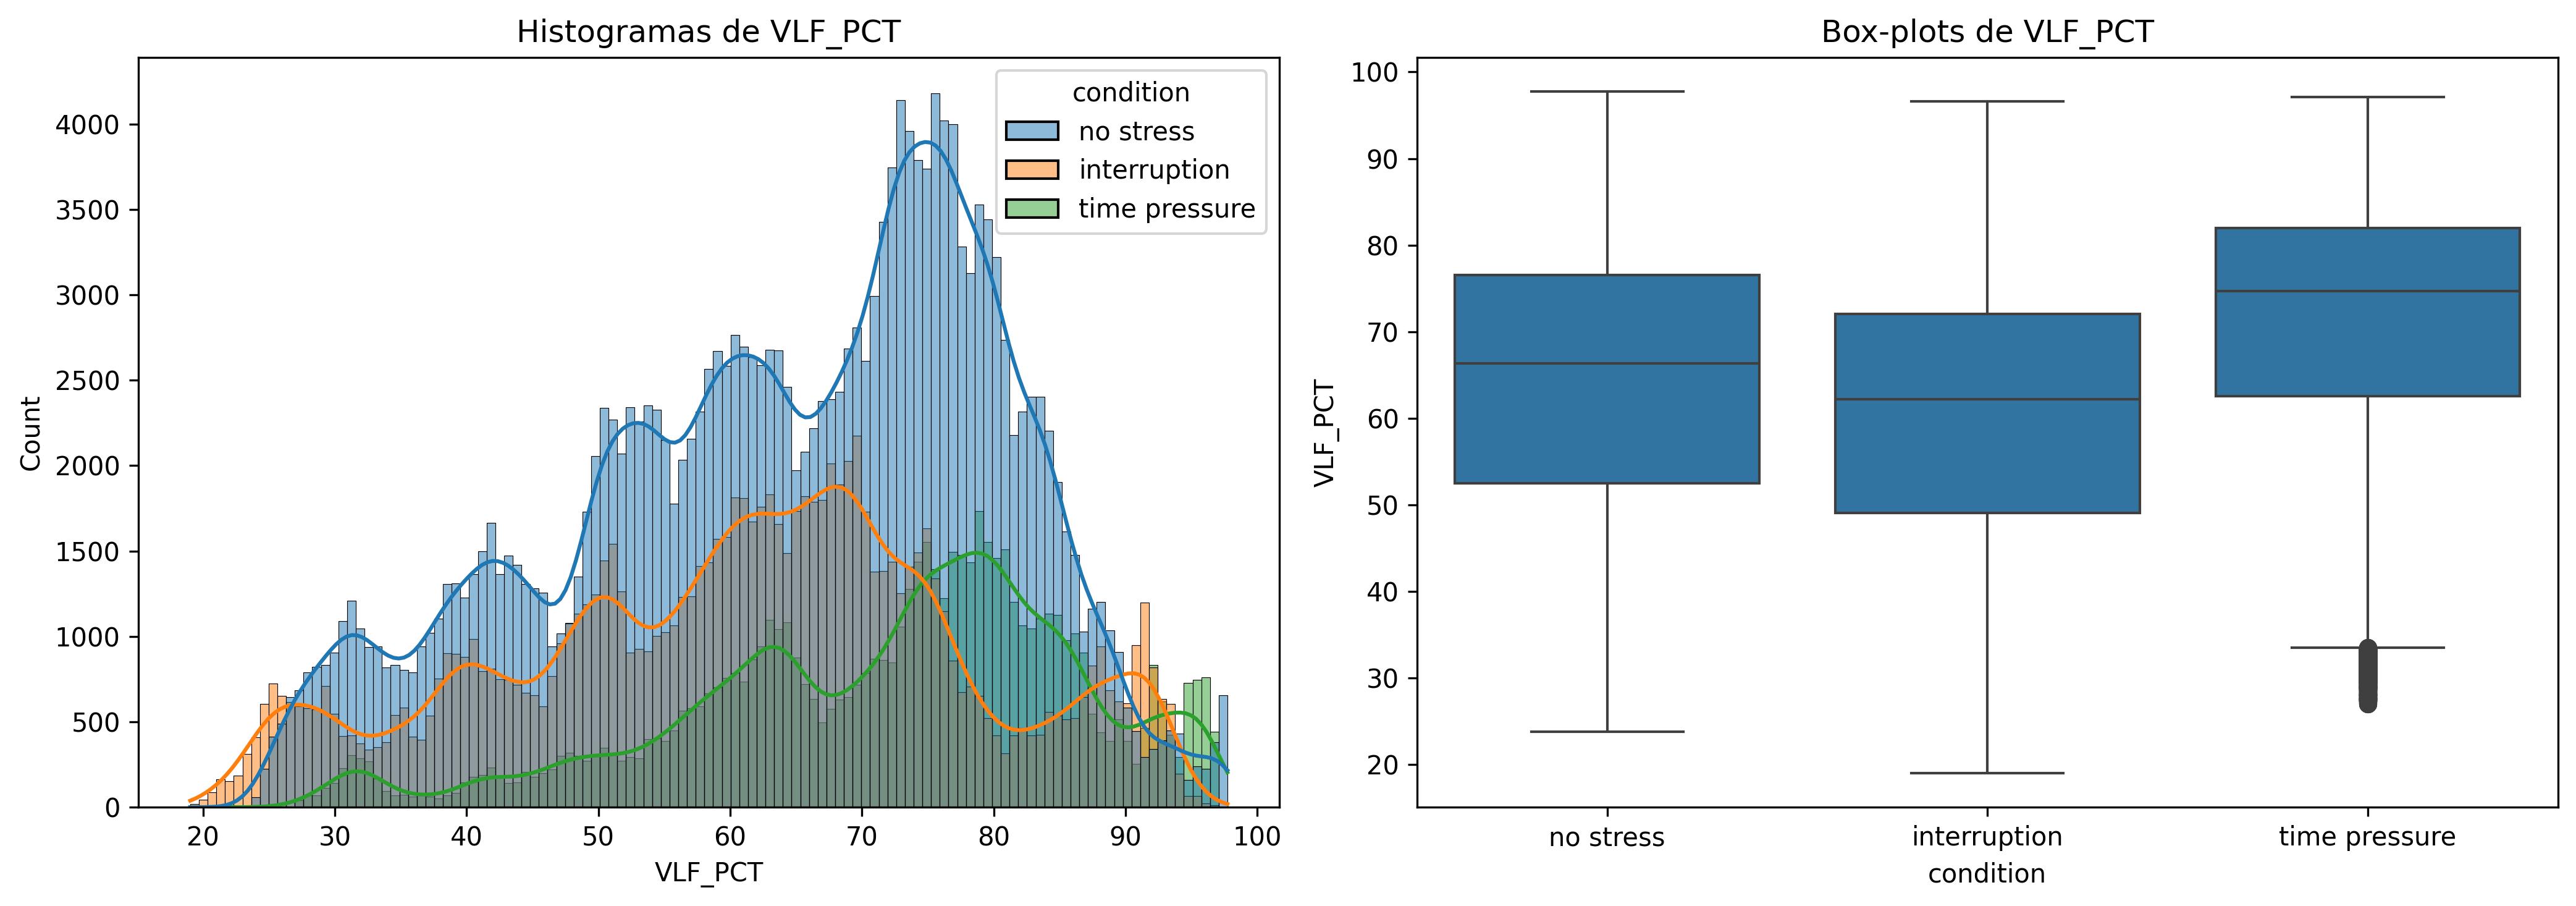 Histogramas de VLF_PCT
Count
4000
3500
3000
2500
2000
1500
1000
500
0
20 30 40 50 60 70 80 90 100
VLF_PCT
condition
no stress
interruption
time pressure
Box-plots de VLF_PCT
VLF_PCT
100
90
80
70
60
50
40
30
20
no stress interruption time pressure
condition